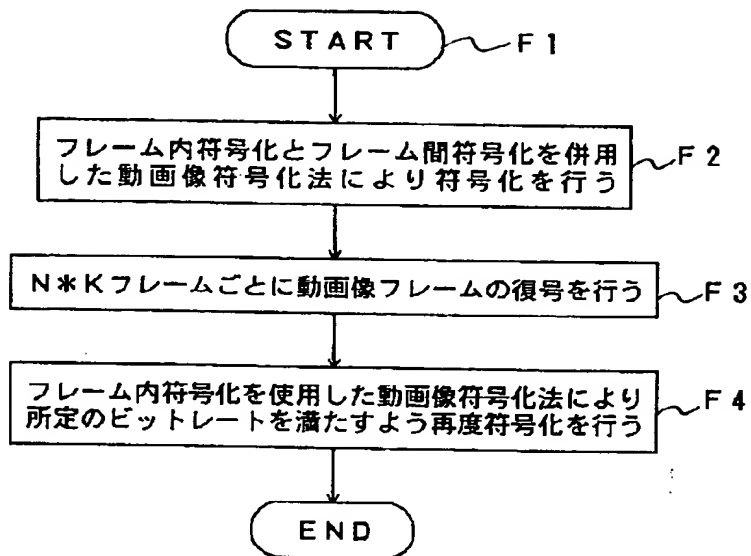 START
F1
フレーム内符号化とフレーム間符号化を併用
した動画像符号化法により符号化を行う
F2
N*Kフレームごとに動画像フレームの復号を行う
F3
フレーム内符号化を使用した動画像符号化法により
所定のビットレートを満たすよう再度符号化を行う
F4
END